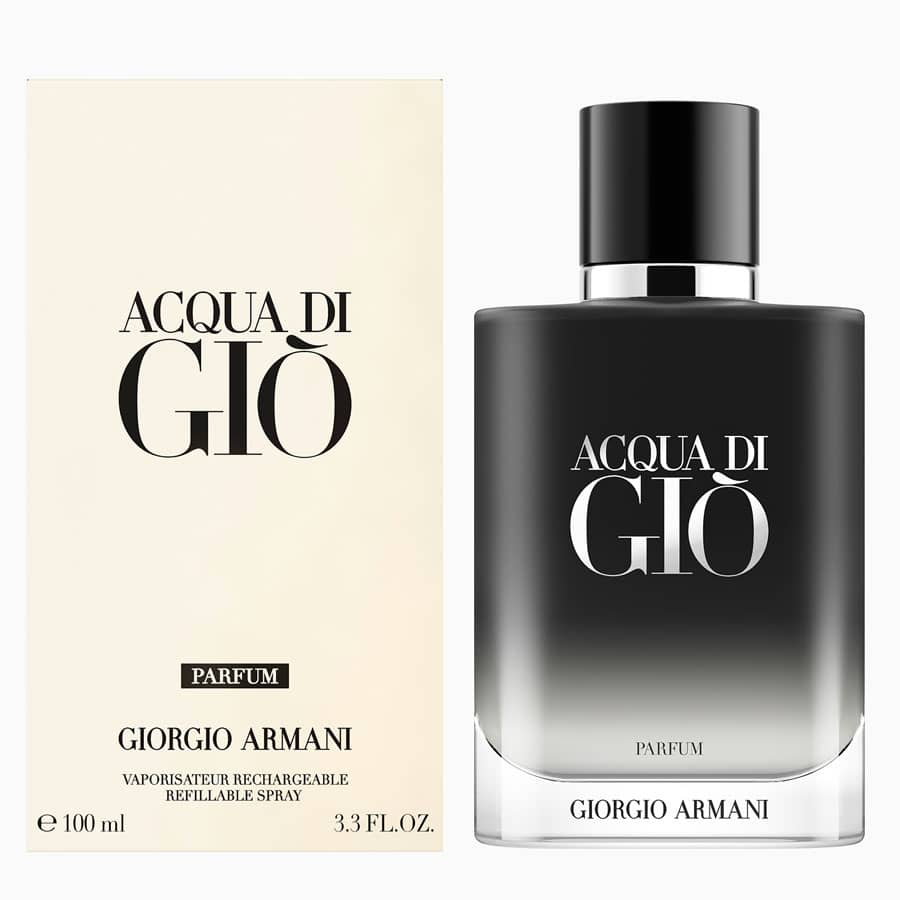 ACQUA DI
GIÒ
PARFUM
GIORGIO ARMANI
VAPORISATEUR RECHARGEABLE
REFILLABLE SPRAY
℮ 100 ml 3.3 FL.OZ.
ACQUA DI
GIÒ
PARFUM
GIORGIO ARMANI